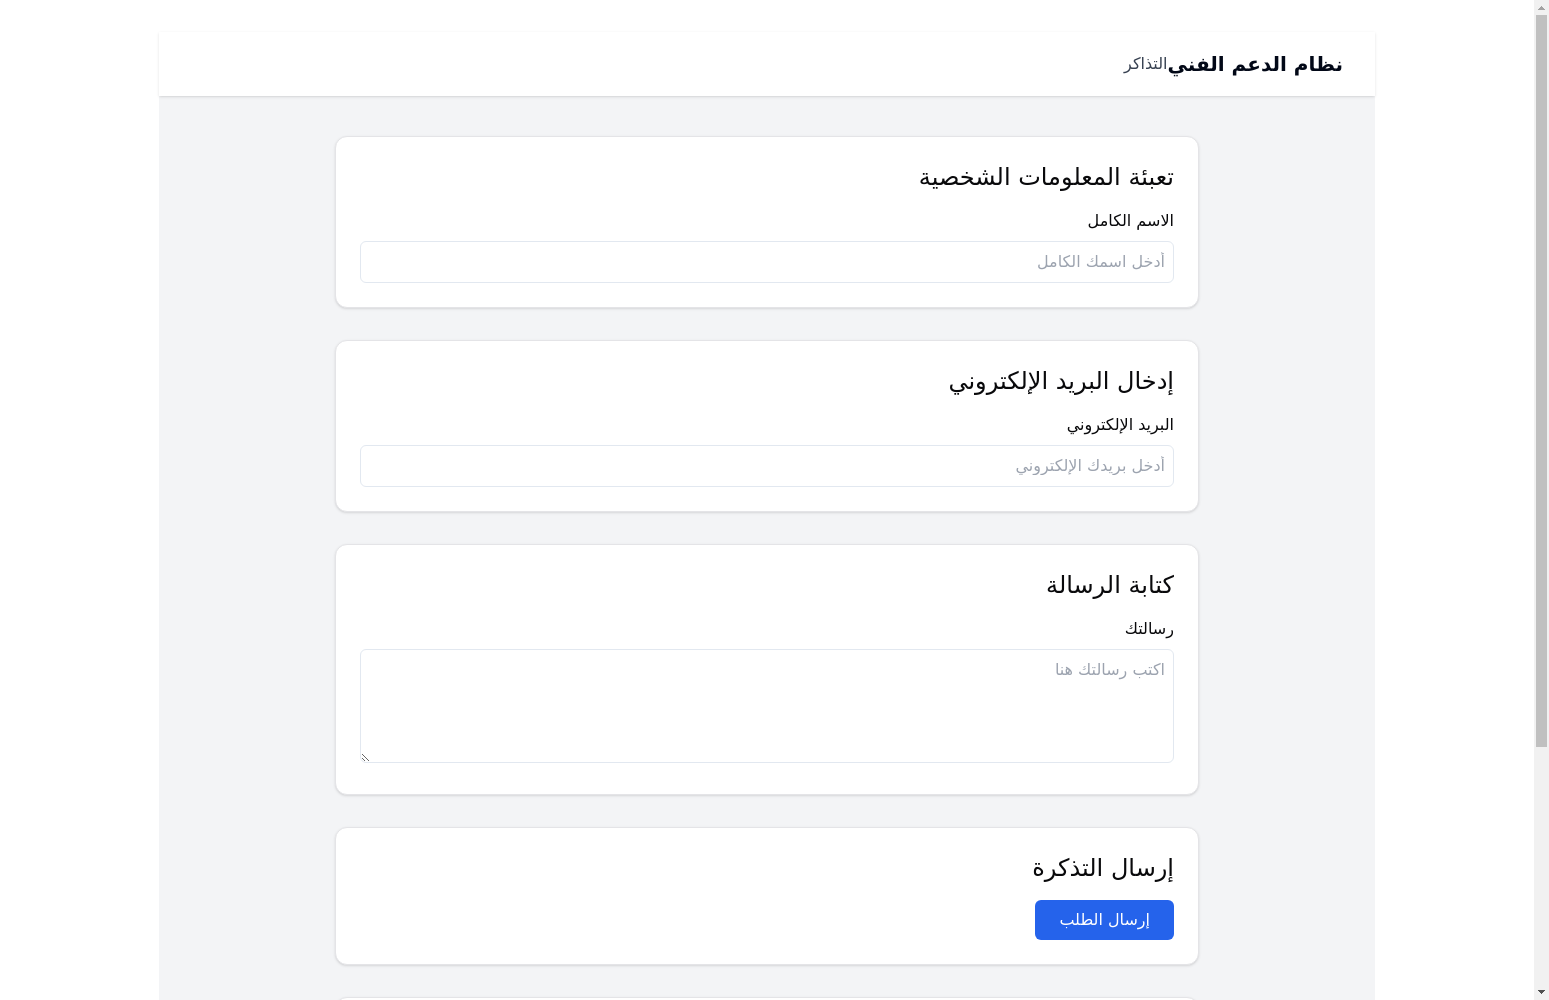 نظام الدعم الفني
التذاكر
تعبئة المعلومات الشخصية
الاسم الكامل
أدخل اسمك الكامل
إدخال البريد الإلكتروني
البريد الإلكتروني
أدخل بريدك الإلكتروني
كتابة الرسالة
رسالتك
اكتب رسالتك هنا
إرسال التذكرة
إرسال الطلب